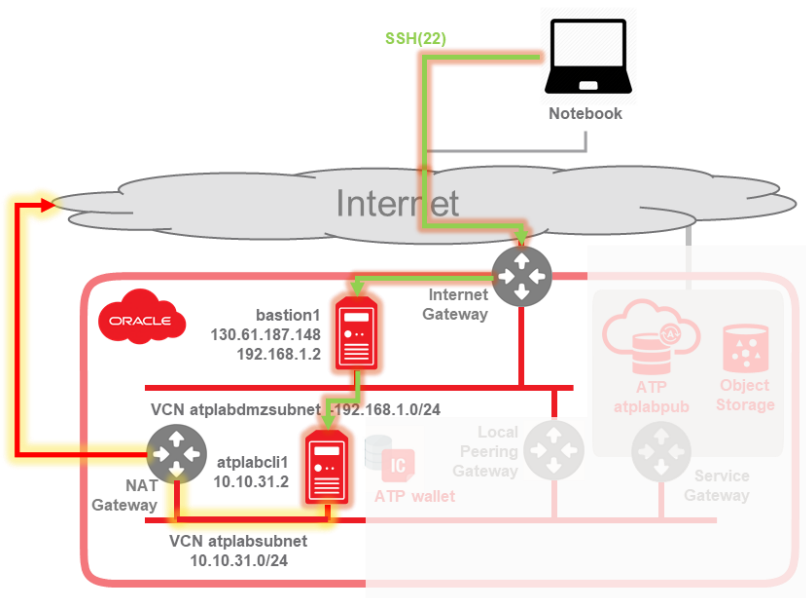 SSH(22)
Notebook
Internet
Internet
Gateway
ORACLE
bastion1
130.61.187.148
192.168.1.2
ATP
atplabpub
Object
Storage
VCN atplabdmzsubnet -192.168.1.0/24
NAT
Gateway
atplabcli1
10.10.31.2
IC
ATP wallet
Local
Peering
Gateway
Service
Gateway
VCN atplabsubnet
10.10.31.0/24